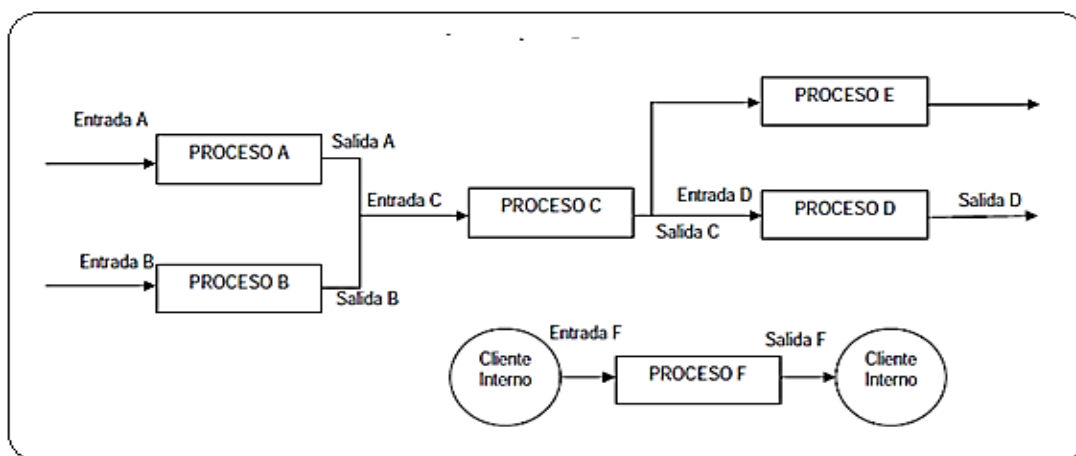 PROCESO E
Entrada A
Salida A
PROCESO A
Entrada C
PROCESO C
Entrada D
PROCESO D
Salida D
Salida C
Entrada B
PROCESO B
Salida B
Entrada F
Salida F
Cliente
Interno
PROCESO F
Cliente
Interno